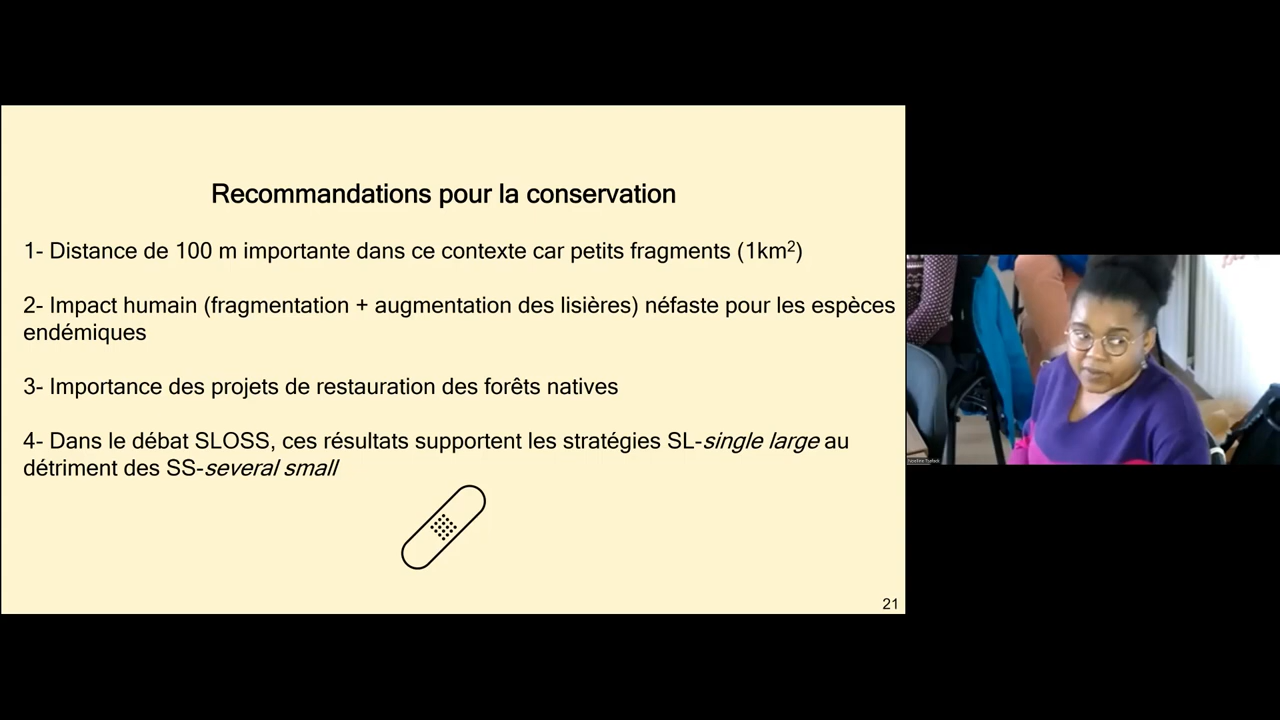 Recommandations pour la conservation
1- Distance de 100 m importante dans ce contexte car petits fragments (1km²)
2- Impact humain (fragmentation + augmentation des lisières) néfaste pour les espèces
endémiques
3- Importance des projets de restauration des forêts natives
4- Dans le débat SLOSS, ces résultats supportent les stratégies SL-single large au
détriment des SS-several small
21